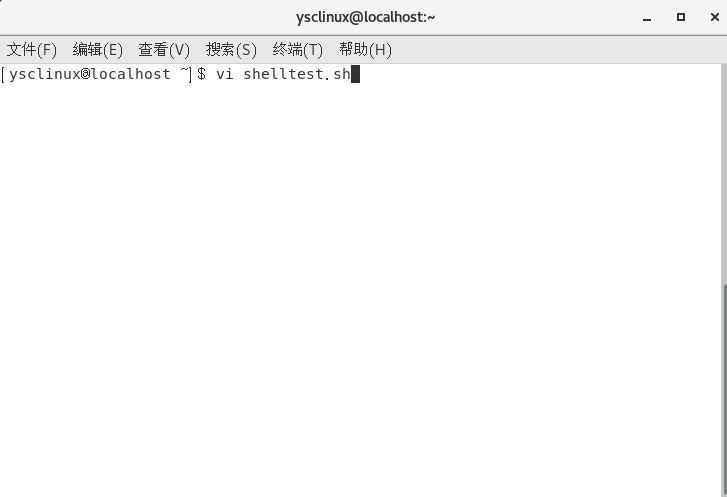 ysclinux@localhost:~
文件(F) 编辑(E) 查看(V) 搜索(S) 终端(T) 帮助(H)
[ysclinux@localhost ~]$ vi shelltest.sh